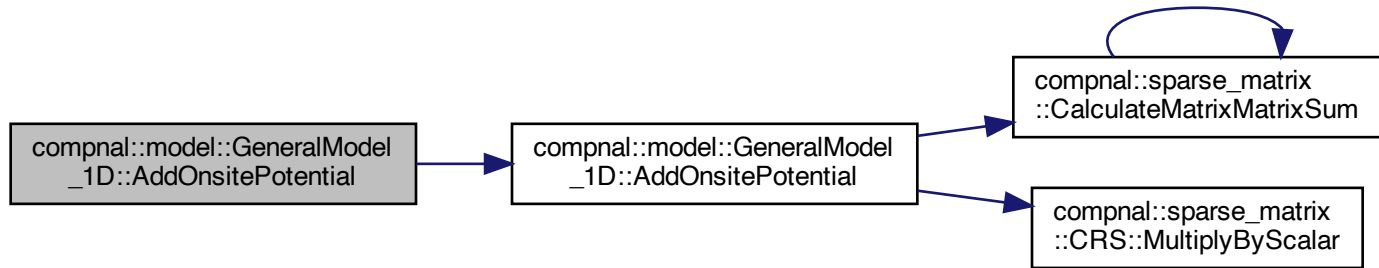 compnal::model::GeneralModel
_1D::AddOnsitePotential
compnal::model::GeneralModel
_1D::AddOnsitePotential
compnal::sparse_matrix
::CalculateMatrixMatrixSum
compnal::sparse_matrix
::CRS::MultiplyByScalar